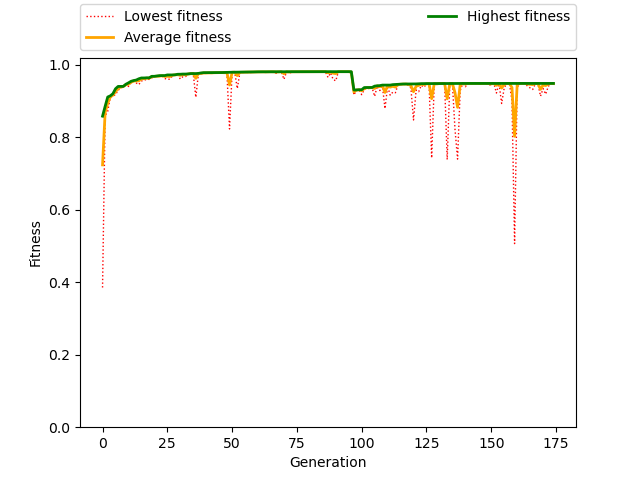 Lowest fitness
Average fitness
Highest fitness
1.0
0.8
0.6
0.4
0.2
0.0
Fitness
0 25 50 75 100 125 150 175
Generation